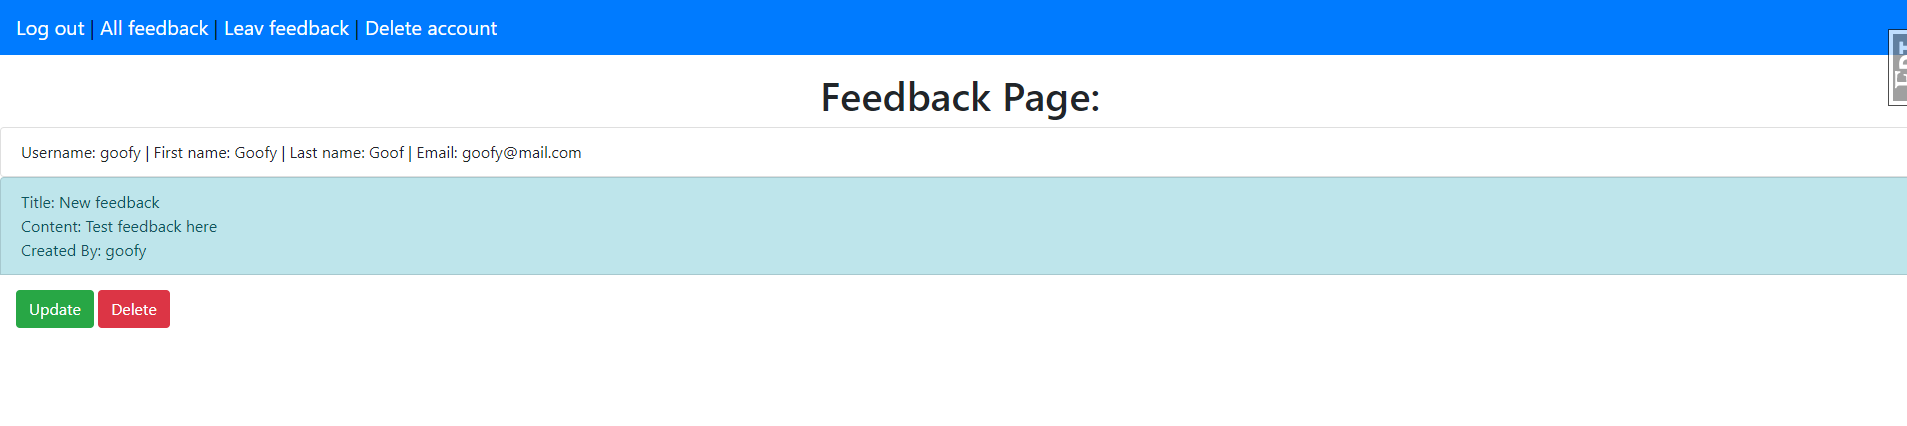 Log out | All feedback | Leav feedback | Delete account
Feedback Page:
Username: goofy | First name: Goofy | Last name: Goof | Email: goofy@mail.com
Title: New feedback
Content: Test feedback here
Created By: goofy
Update Delete